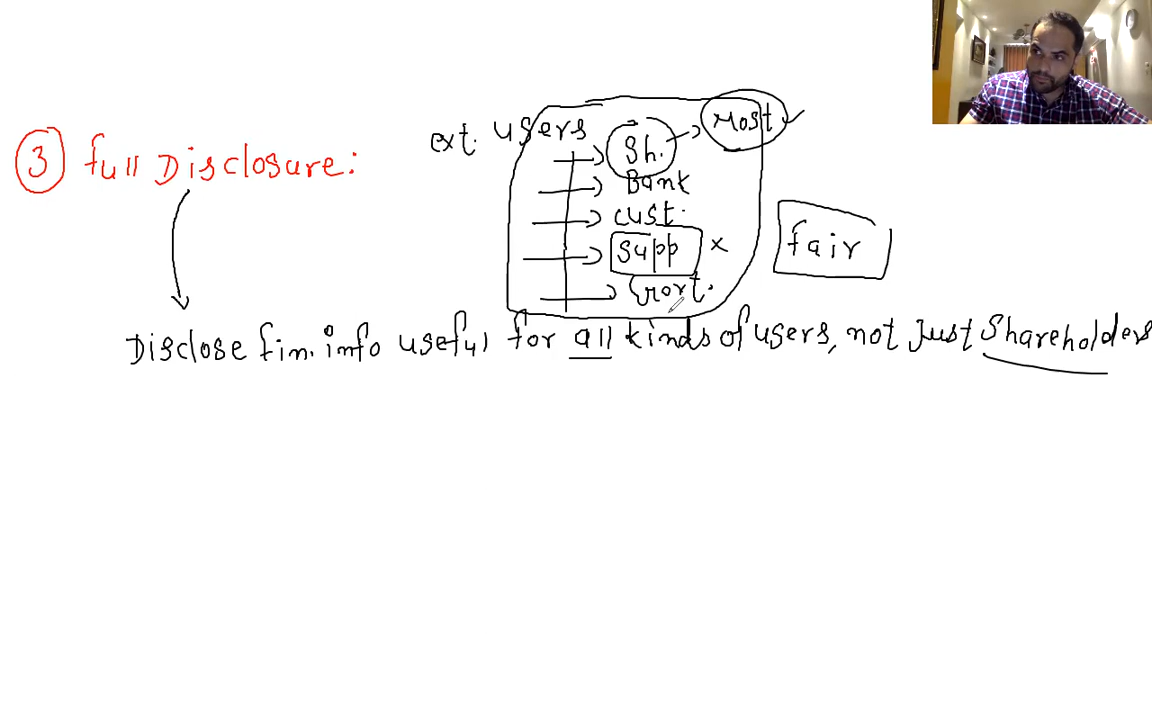 ext. users
Sh. → Most ✓
③ Full Disclosure:
Bank
cust.
Supp ×
fair
Govt.
Disclose fin. info useful for all kinds of users, not just Shareholders